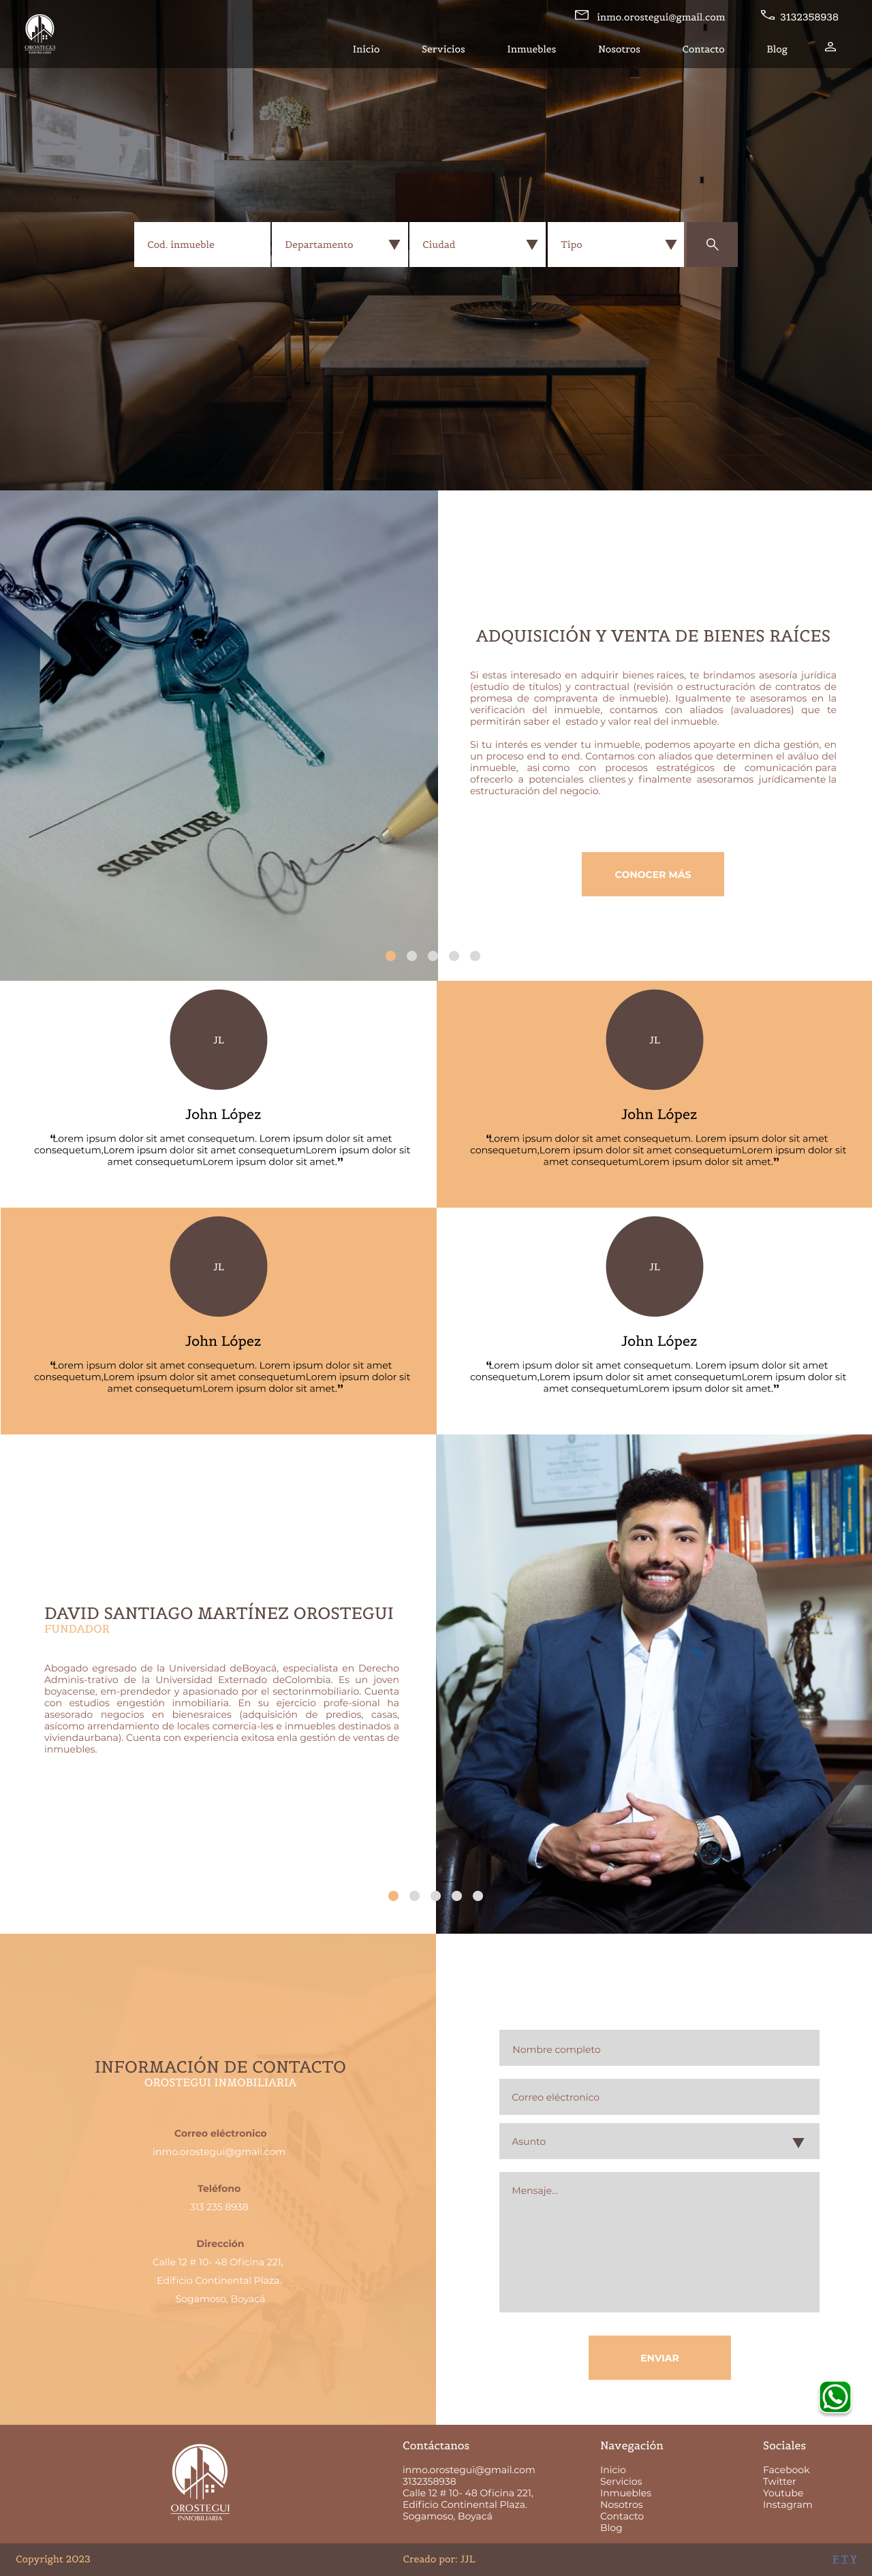 OROSTEGUI
INMOBILIARIA
inmo.orostegui@gmail.com
3132358938
Inicio
Servicios
Inmuebles
Nosotros
Contacto
Blog
Cod. inmueble
Departamento
Ciudad
Tipo
SIGNATURE
ADQUISICIÓN Y VENTA DE BIENES RAÍCES
Si estas interesado en adquirir bienes raíces, te brindamos asesoría jurídica
(estudio de títulos) y contractual (revisión o estructuración de contratos de
promesa de compraventa de inmueble). Igualmente te asesoramos en la
verificación del inmueble, contamos con aliados (avaluadores) que te
permitirán saber el estado y valor real del inmueble.
Si tu interés es vender tu inmueble, podemos apoyarte en dicha gestión, en
un proceso end to end. Contamos con aliados que determinen el avalúo del
inmueble, así como con procesos estratégicos de comunicación para
ofrecerlo a potenciales clientes y finalmente asesoramos jurídicamente la
estructuración del negocio.
CONOCER MÁS
JL
John López
“Lorem ipsum dolor sit amet consequetum. Lorem ipsum dolor sit amet
consequetum,Lorem ipsum dolor sit amet consequetumLorem ipsum dolor sit
amet consequetumLorem ipsum dolor sit amet.”
JL
John López
“Lorem ipsum dolor sit amet consequetum. Lorem ipsum dolor sit amet
consequetum,Lorem ipsum dolor sit amet consequetumLorem ipsum dolor sit
amet consequetumLorem ipsum dolor sit amet.”
JL
John López
“Lorem ipsum dolor sit amet consequetum. Lorem ipsum dolor sit amet
consequetum,Lorem ipsum dolor sit amet consequetumLorem ipsum dolor sit
amet consequetumLorem ipsum dolor sit amet.”
JL
John López
“Lorem ipsum dolor sit amet consequetum. Lorem ipsum dolor sit amet
consequetum,Lorem ipsum dolor sit amet consequetumLorem ipsum dolor sit
amet consequetumLorem ipsum dolor sit amet.”
DAVID SANTIAGO MARTÍNEZ OROSTEGUI
FUNDADOR
Abogado egresado de la Universidad deBoyacá, especialista en Derecho
Adminis-trativo de la Universidad Externado deColombia. Es un joven
boyacense, em-prendedor y apasionado por el sectorinmobiliario. Cuenta
con estudios engestión inmobiliaria. En su ejercicio profe-sional ha
asesorado negocios en bienesraices (adquisición de predios, casas,
asícomo arrendamiento de locales comercia-les e inmuebles destinados a
viviendaurbana). Cuenta con experiencia exitosa enla gestión de ventas de
inmuebles.
INFORMACIÓN DE CONTACTO
OROSTEGUI INMOBILIARIA
Correo eléctronico
inmo.orostegui@gmail.com
Teléfono
313 235 8938
Dirección
Calle 12 # 10- 48 Oficina 221,
Edificio Continental Plaza.
Sogamoso, Boyacá
Nombre completo
Correo eléctronico
Asunto
Mensaje...
ENVIAR
OROSTEGUI
INMOBILIARIA
Contáctanos
inmo.orostegui@gmail.com
3132358938
Calle 12 # 10- 48 Oficina 221,
Edificio Continental Plaza.
Sogamoso, Boyacá
Navegación
Inicio
Servicios
Inmuebles
Nosotros
Contacto
Blog
Sociales
Facebook
Twitter
Youtube
Instagram
Copyright 2023
Creado por: JJL
F T Y